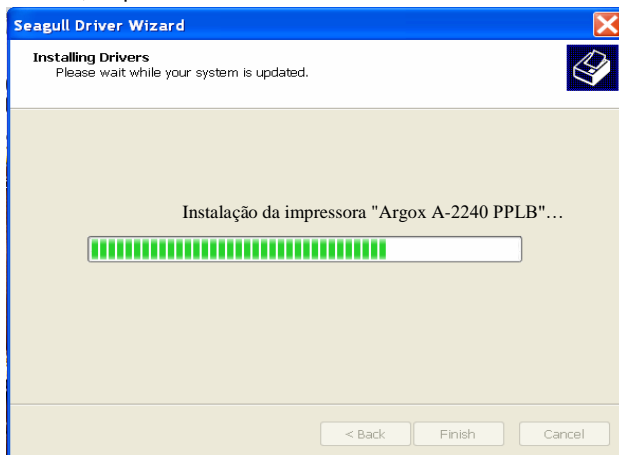 Seagull Driver Wizard
Installing Drivers
Please wait while your system is updated.
Instalação da impressora "Argox A-2240 PPLB"…
< Back
Finish
Cancel